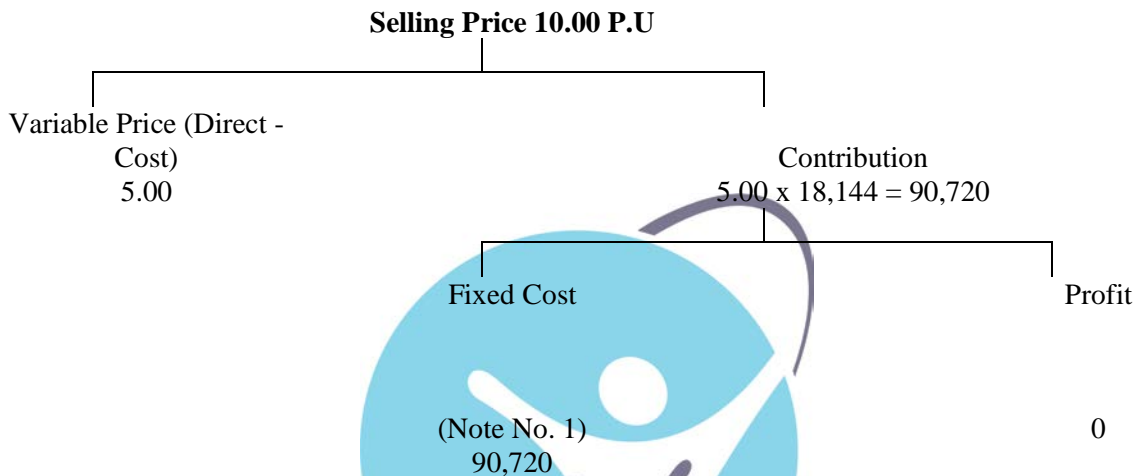 Selling Price 10.00 P.U
Variable Price (Direct -
Cost)
5.00
Contribution
5.00 x 18,144 = 90,720
Fixed Cost
Profit
(Note No. 1)
90,720
0